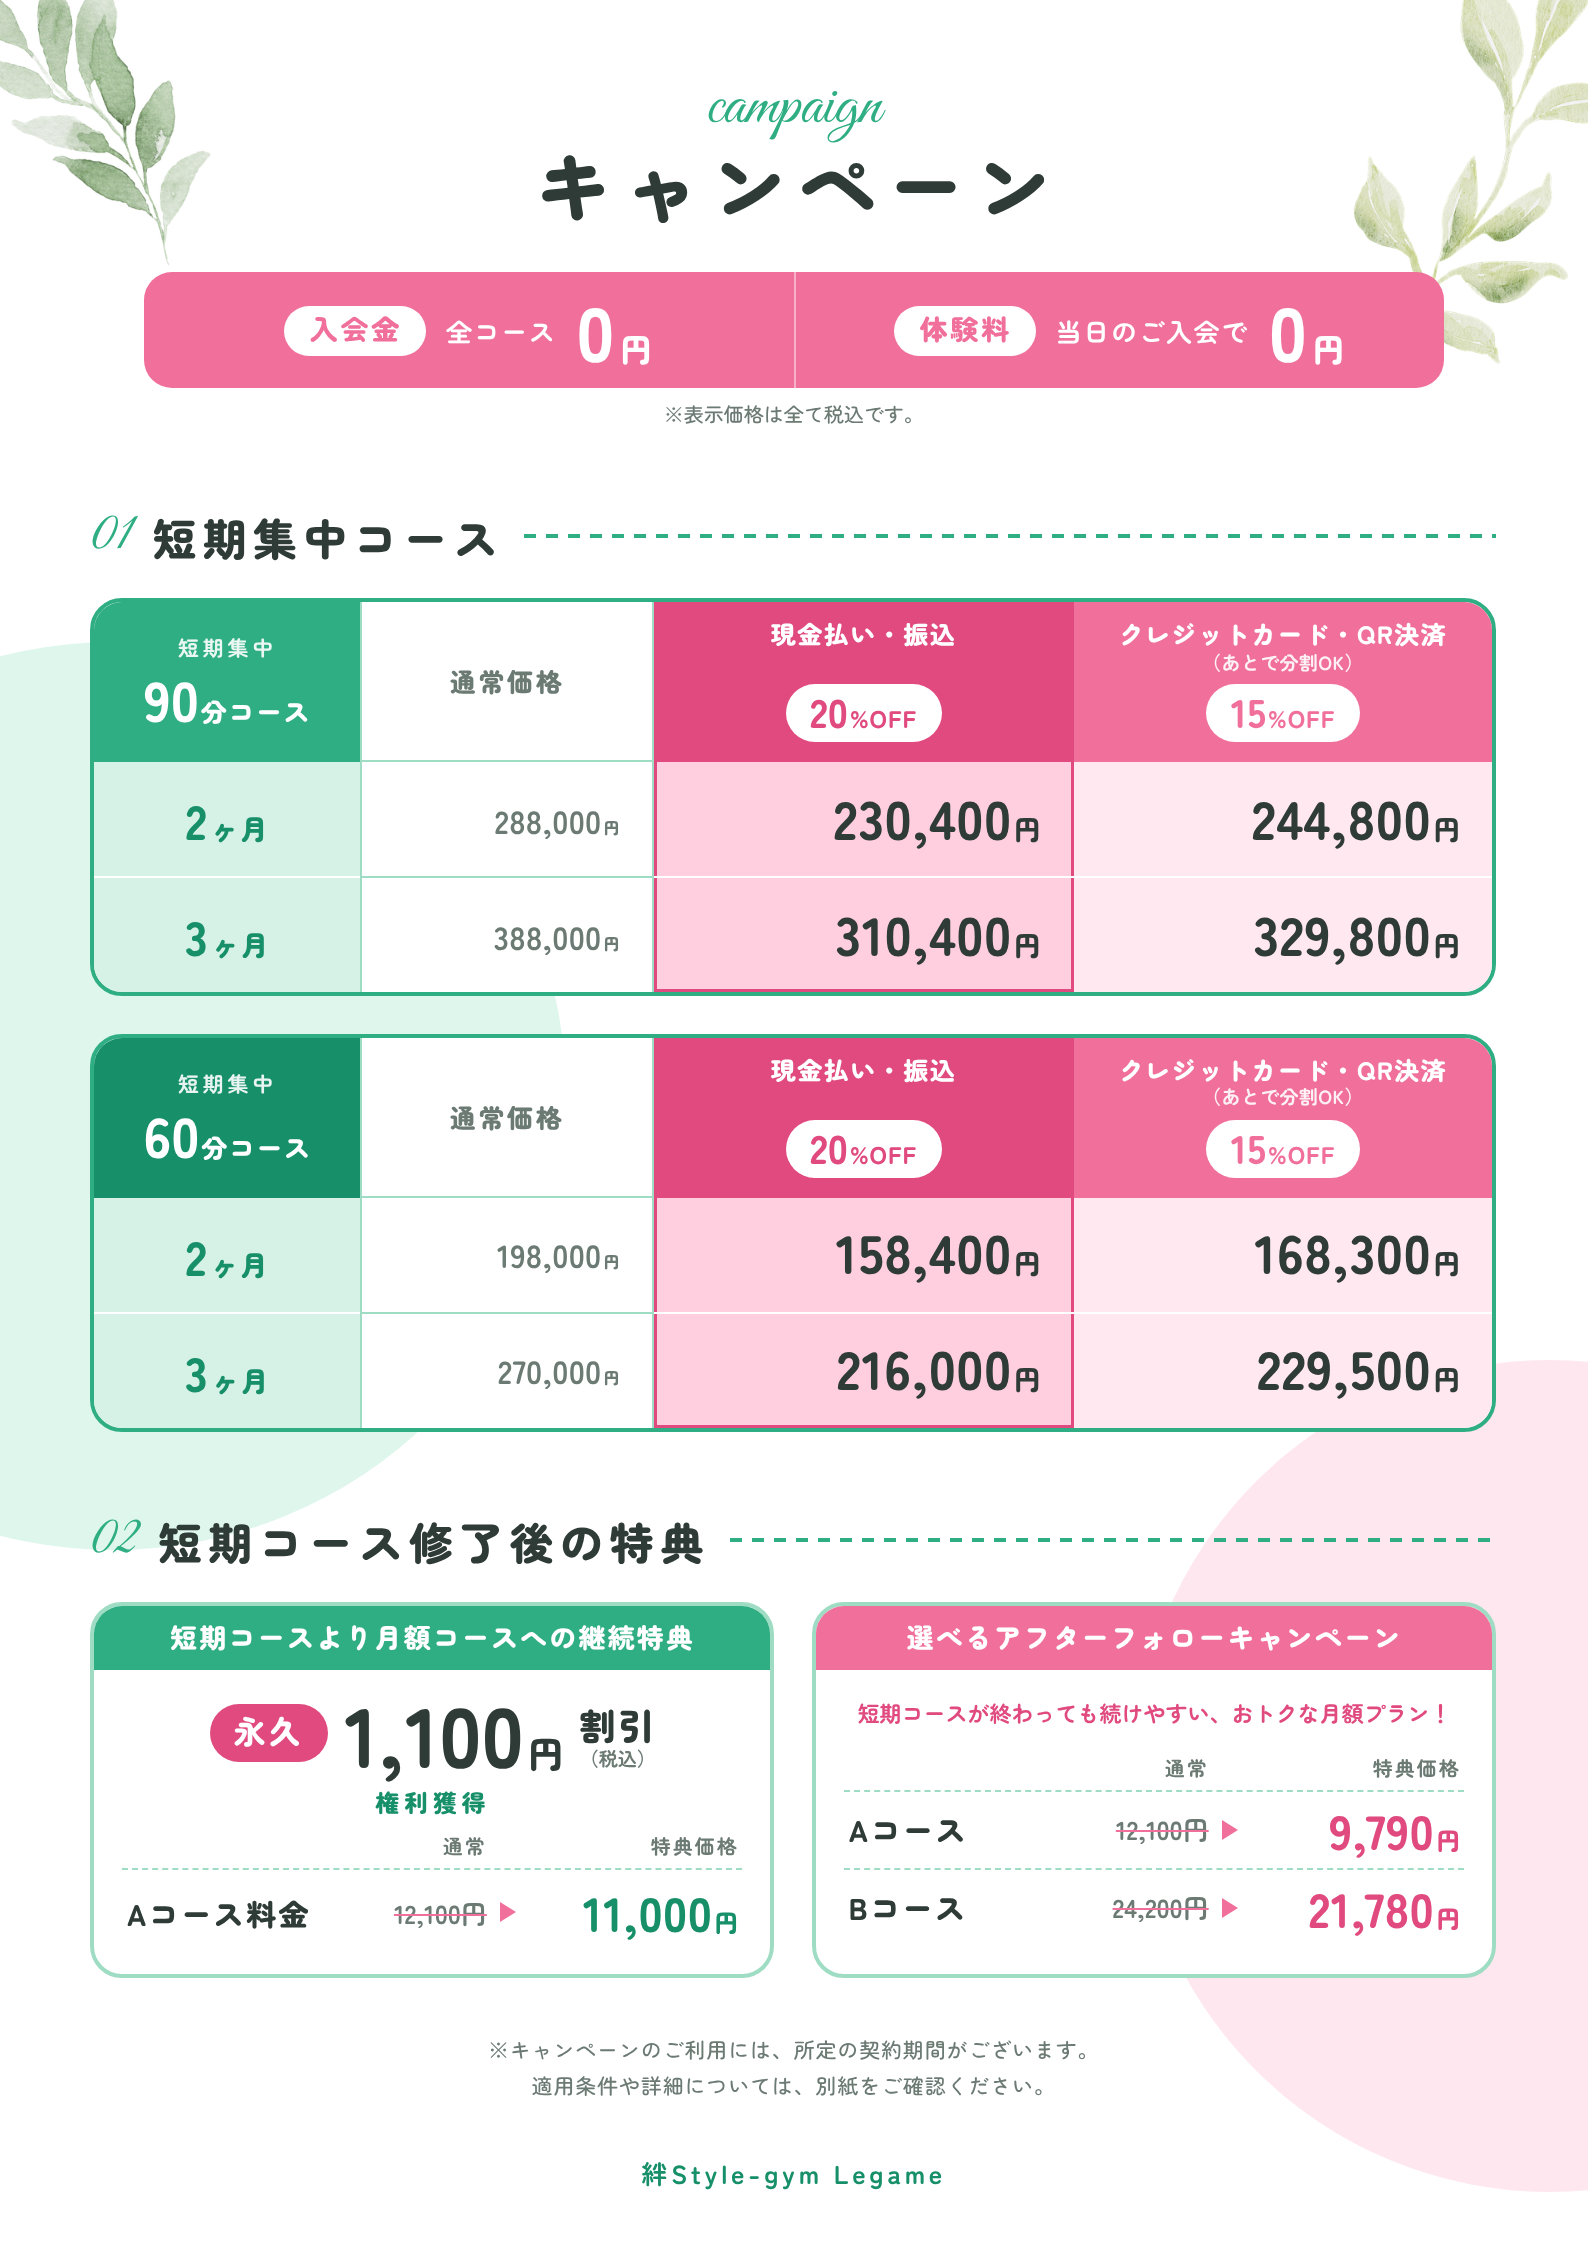 campaign
キャンペーン
入会金 全コース 0円 体験料 当日のご入会で 0円
※表示価格は全て税込です。
01 短期集中コース
短期集中
90分コース
通常価格
現金払い・振込
20%OFF
クレジットカード・QR決済
（あとで分割OK）
15%OFF
2ヶ月 288,000円 230,400円 244,800円
3ヶ月 388,000円 310,400円 329,800円
短期集中
60分コース
通常価格
現金払い・振込
20%OFF
クレジットカード・QR決済
（あとで分割OK）
15%OFF
2ヶ月 198,000円 158,400円 168,300円
3ヶ月 270,000円 216,000円 229,500円
02 短期コース修了後の特典
短期コースより月額コースへの継続特典
永久 1,100円 割引
（税込）
権利獲得
通常 特典価格
Aコース料金 12,100円 ▶ 11,000円
選べるアフターフォローキャンペーン
短期コースが終わっても続けやすい、おトクな月額プラン！
通常 特典価格
Aコース 12,100円 ▶ 9,790円
Bコース 24,200円 ▶ 21,780円
※キャンペーンのご利用には、所定の契約期間がございます。
適用条件や詳細については、別紙をご確認ください。
絆Style-gym Legame